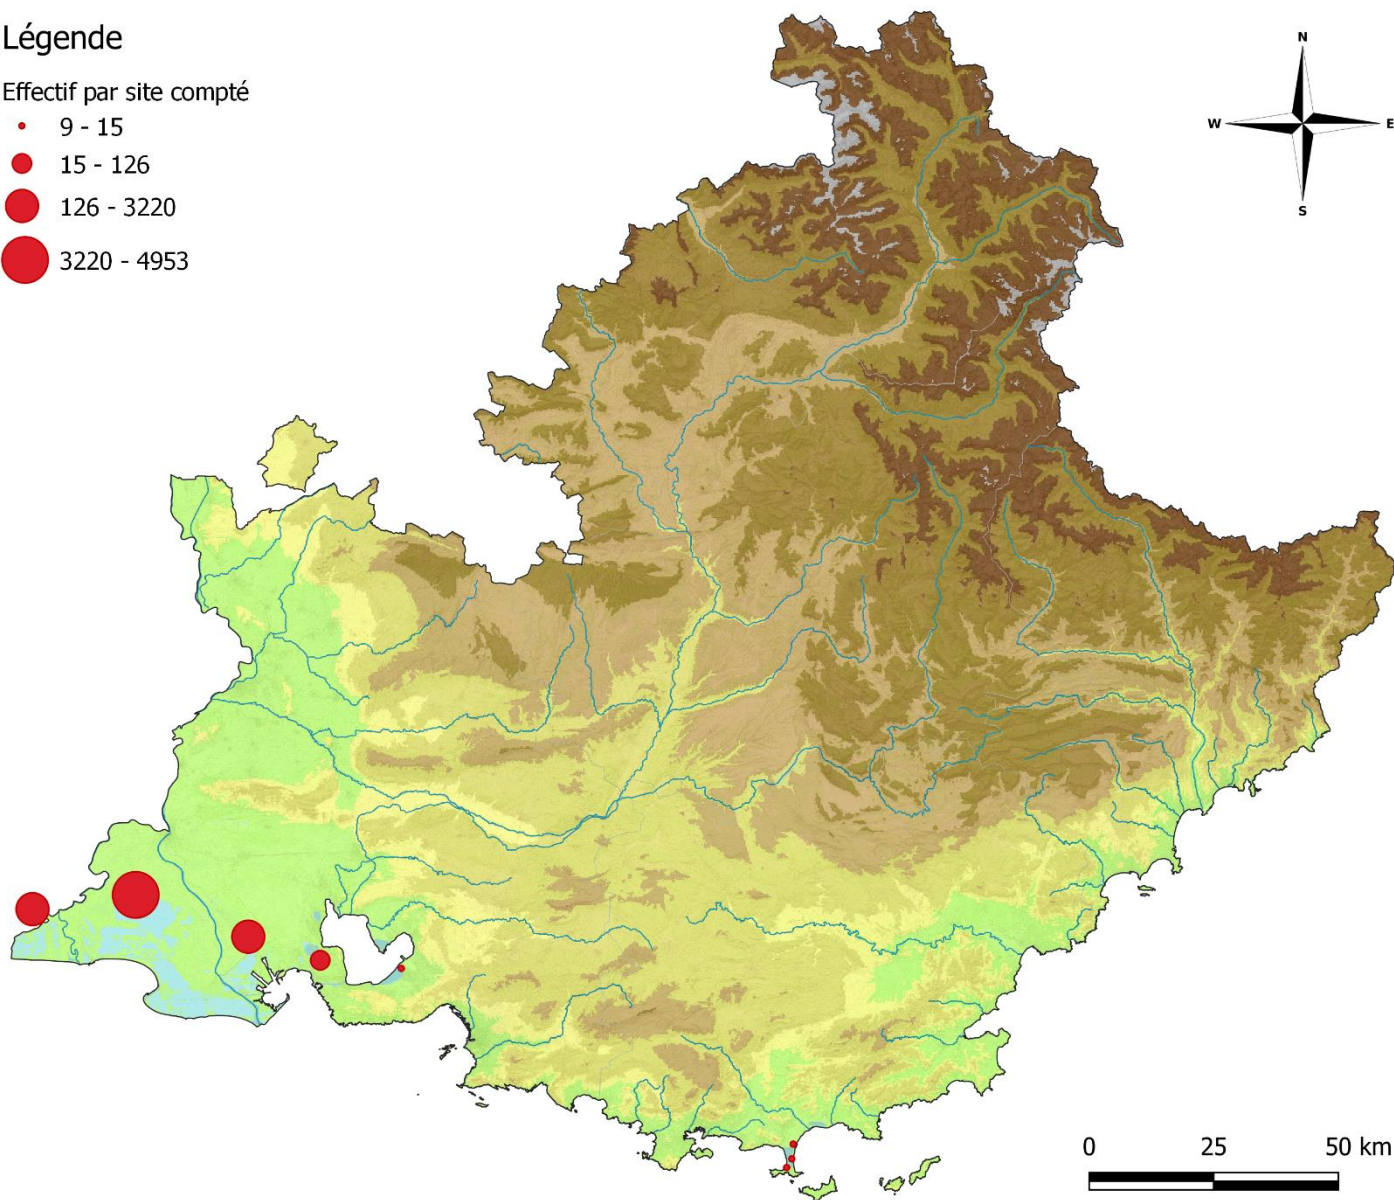 Légende
Effectif par site compté
9 - 15
15 - 126
126 - 3220
3220 - 4953
N
W E
S
0 25 50 km